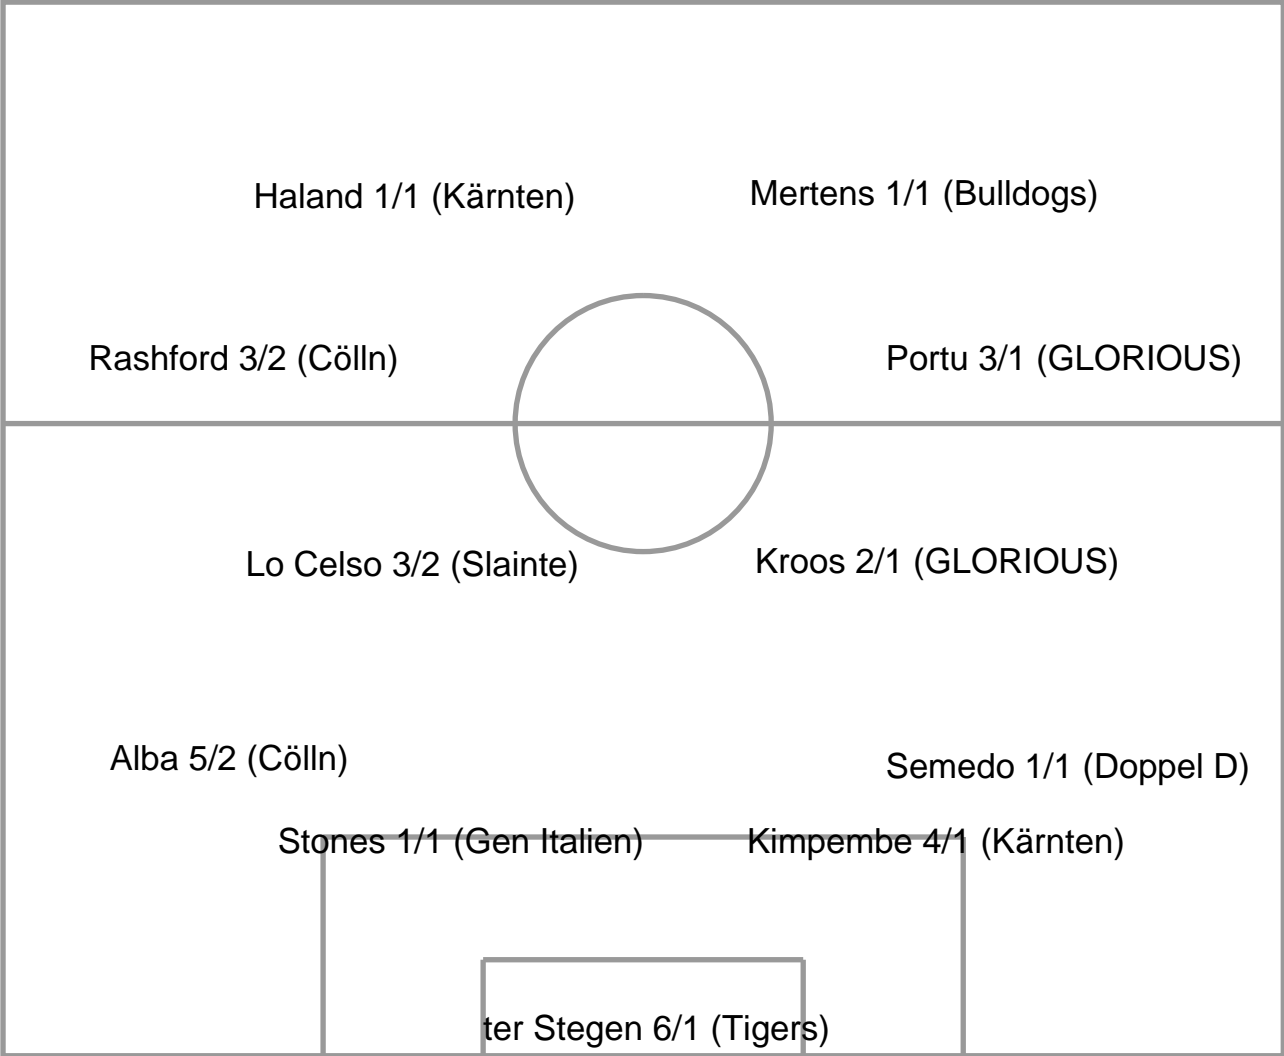 Haland 1/1 (Kärnten)
Mertens 1/1 (Bulldogs)
Rashford 3/2 (Cölln)
Portu 3/1 (GLORIOUS)
Lo Celso 3/2 (Slainte)
Kroos 2/1 (GLORIOUS)
Alba 5/2 (Cölln)
Semedo 1/1 (Doppel D)
Stones 1/1 (Gen Italien)
Kimpembe 4/1 (Kärnten)
ter Stegen 6/1 (Tigers)